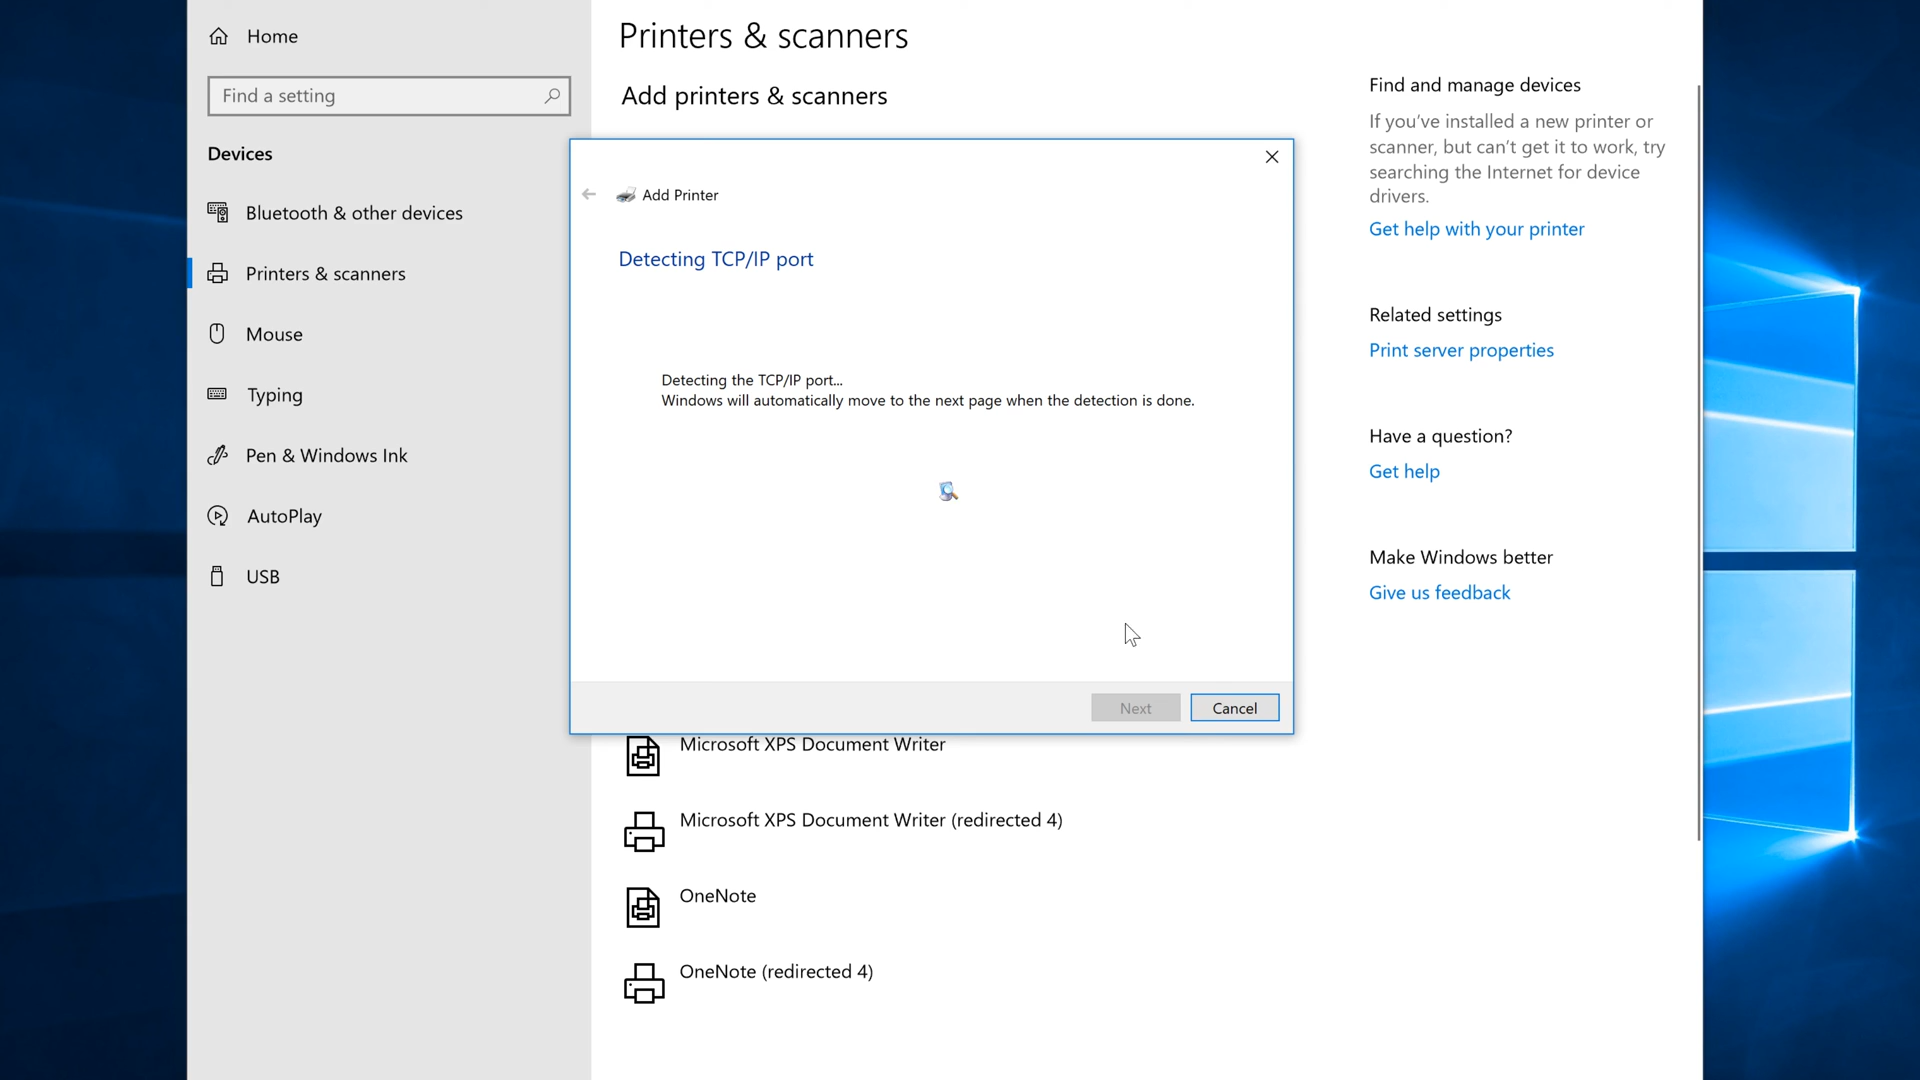 Home
Find a setting
Devices
Bluetooth & other devices
Printers & scanners
Mouse
Typing
Pen & Windows Ink
AutoPlay
USB
Printers & scanners
Add printers & scanners
Add Printer
Detecting TCP/IP port
Detecting the TCP/IP port...
Windows will automatically move to the next page when the detection is done.
Next
Cancel
Microsoft XPS Document Writer
Microsoft XPS Document Writer (redirected 4)
OneNote
OneNote (redirected 4)
Find and manage devices
If you've installed a new printer or
scanner, but can't get it to work, try
searching the Internet for device
drivers.
Get help with your printer
Related settings
Print server properties
Have a question?
Get help
Make Windows better
Give us feedback